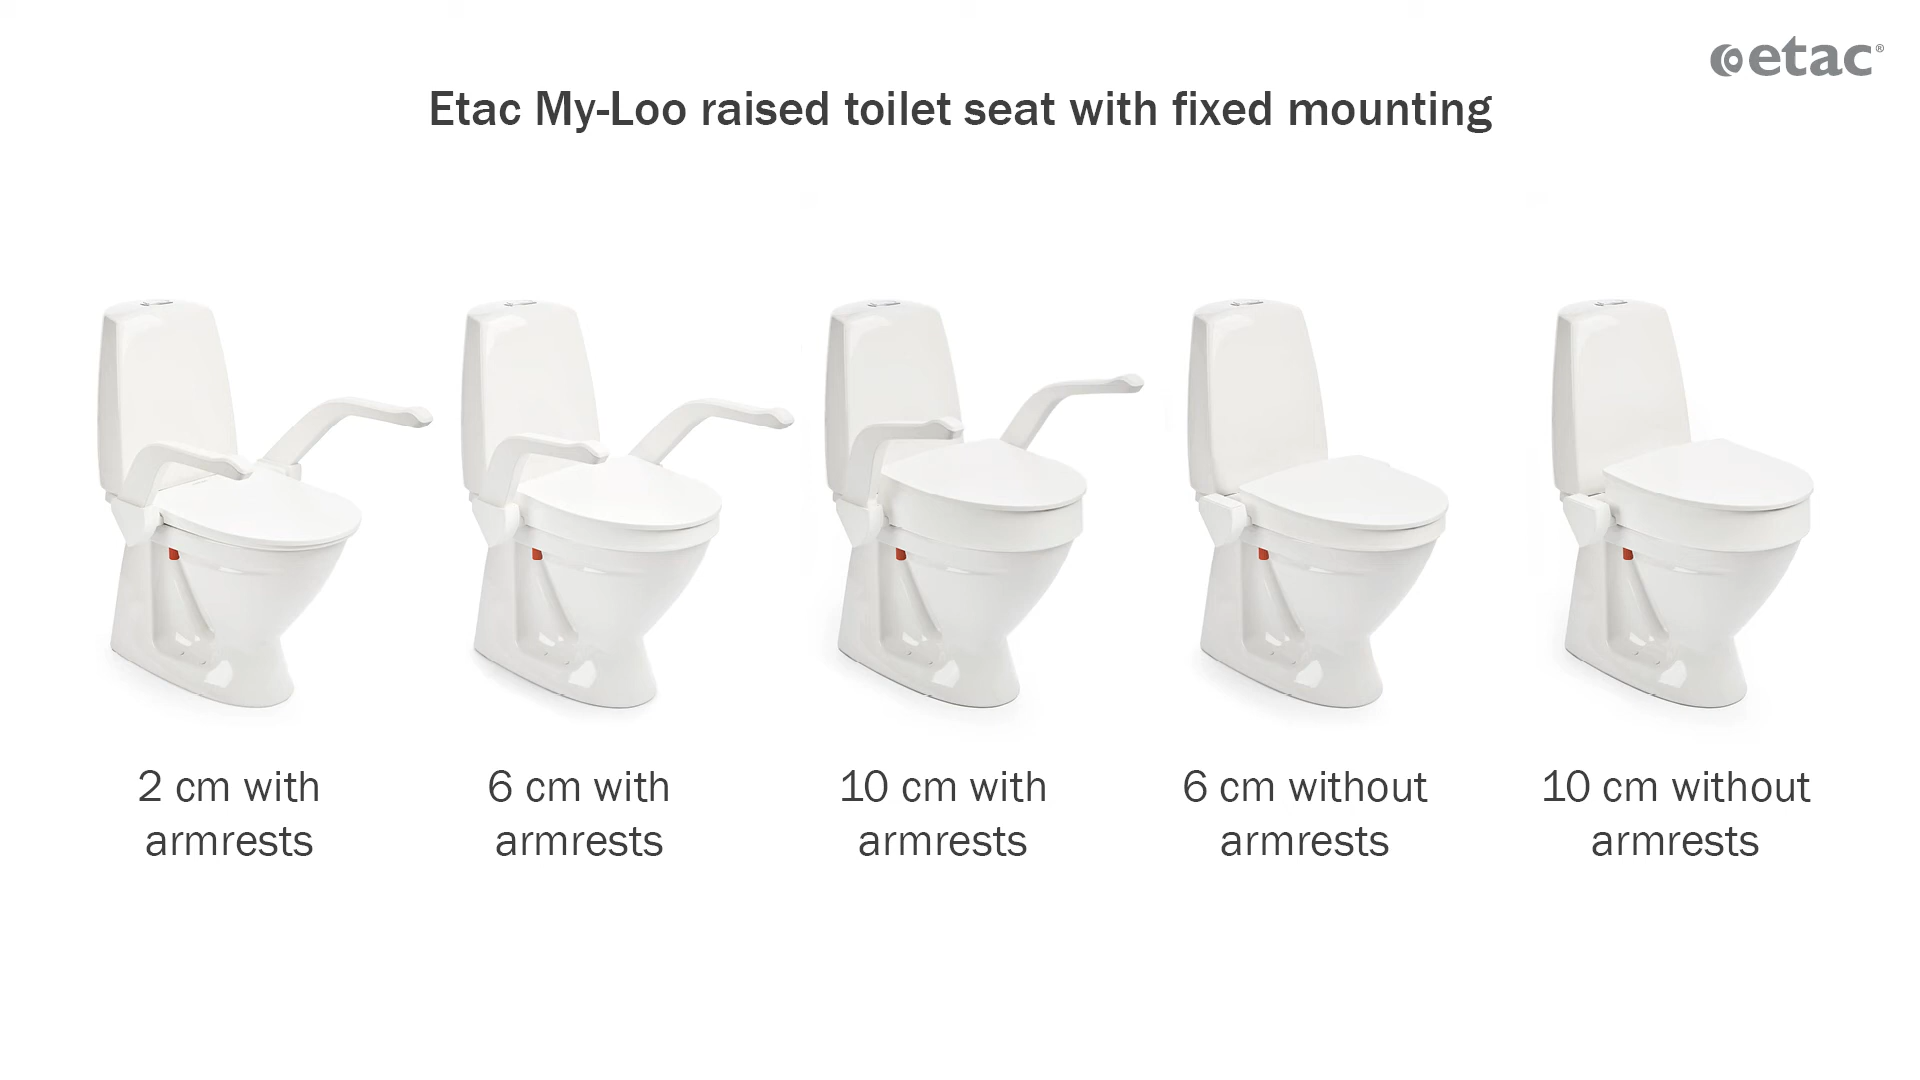 etac®
Etac My-Loo raised toilet seat with fixed mounting
2 cm with
armrests
6 cm with
armrests
10 cm with
armrests
6 cm without
armrests
10 cm without
armrests